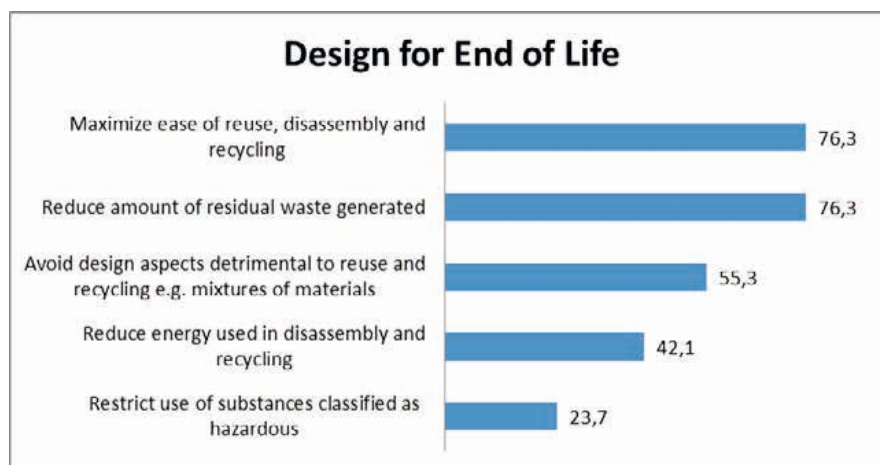 Design for End of Life
Maximize ease of reuse, disassembly and
recycling
76,3
Reduce amount of residual waste generated
76,3
Avoid design aspects detrimental to reuse and
recycling e.g. mixtures of materials
55,3
Reduce energy used in disassembly and
recycling
42,1
Restrict use of substances classified as
hazardous
23,7